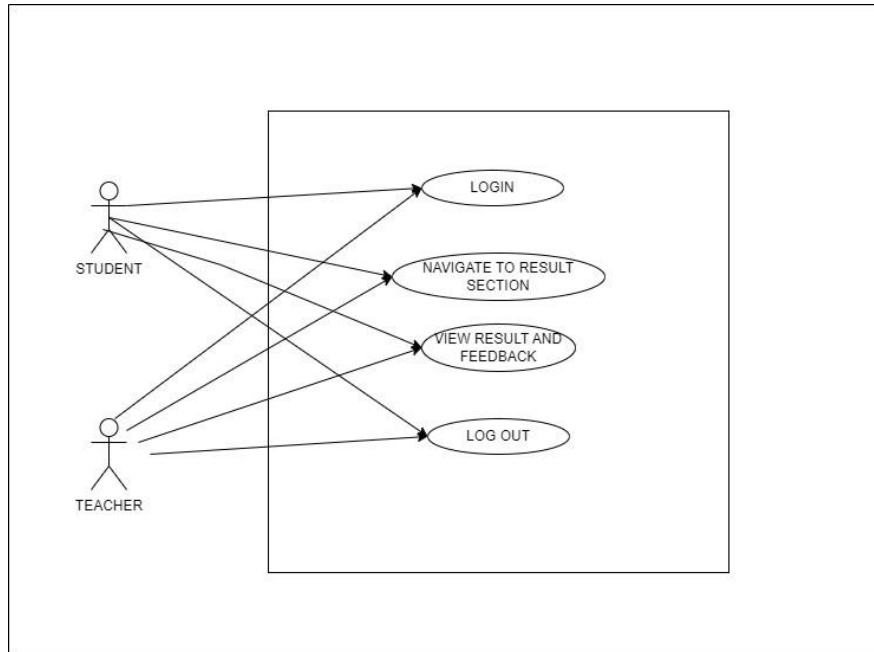 LOGIN
STUDENT
NAVIGATE TO RESULT
SECTION
VIEW RESULT AND
FEEDBACK
LOG OUT
TEACHER